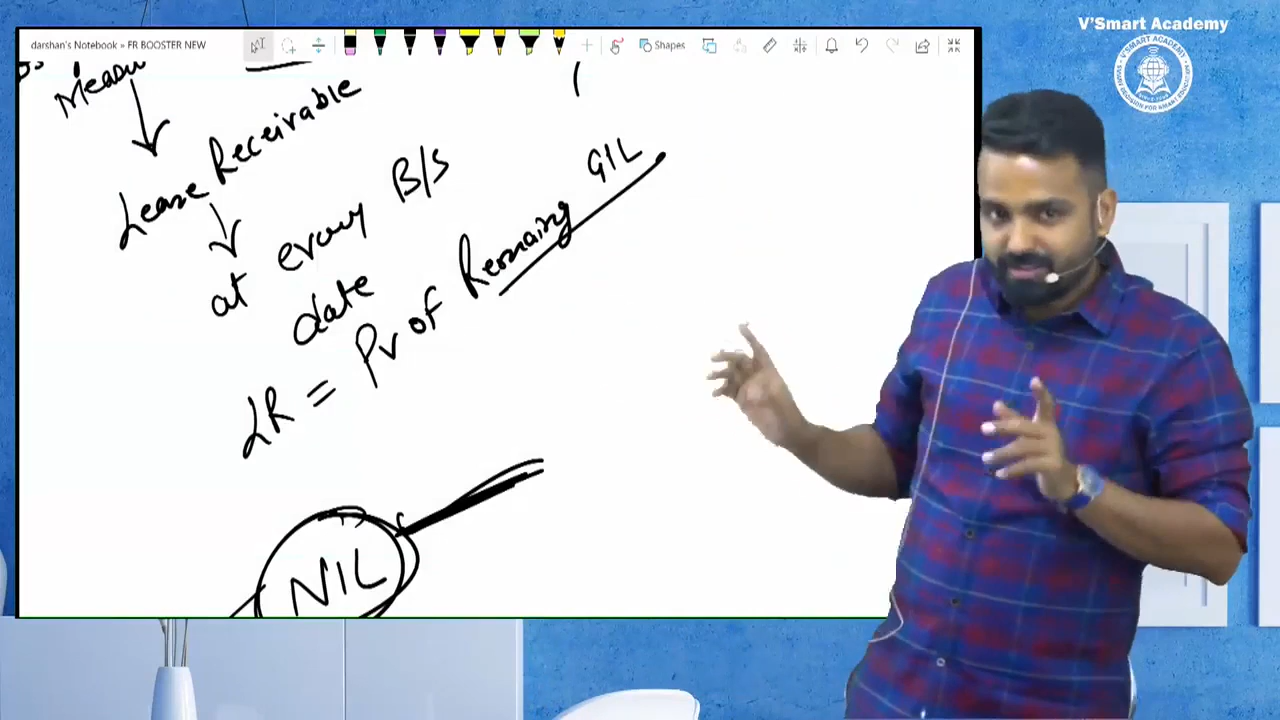 V'Smart Academy
darshan's Notebook » FR BOOSTER NEW
Shapes
Measu
Lease Receivable
at every B/S
date
LR = PV of Remaining GIL
NIL